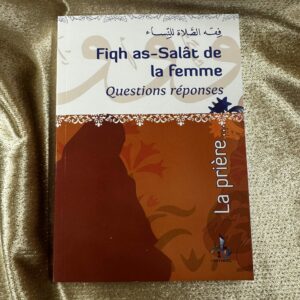 فقه الصلاة للنساء
Fiqh as-Salât de
la femme
Questions réponses
La prière...